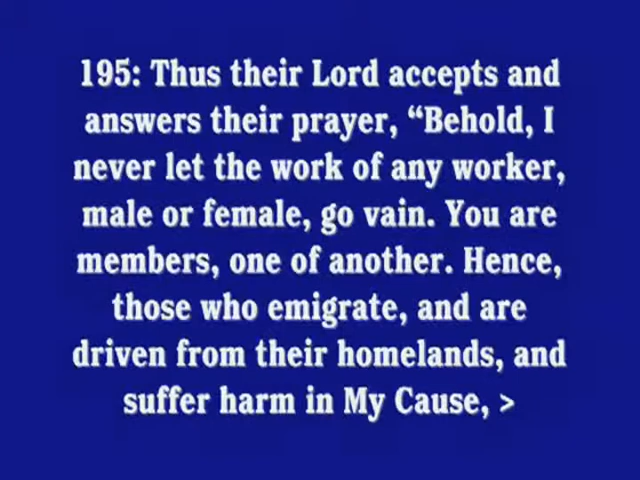 195: Thus their Lord accepts and
answers their prayer, “Behold, I
never let the work of any worker,
male or female, go vain. You are
members, one of another. Hence,
those who emigrate, and are
driven from their homelands, and
suffer harm in My Cause, >